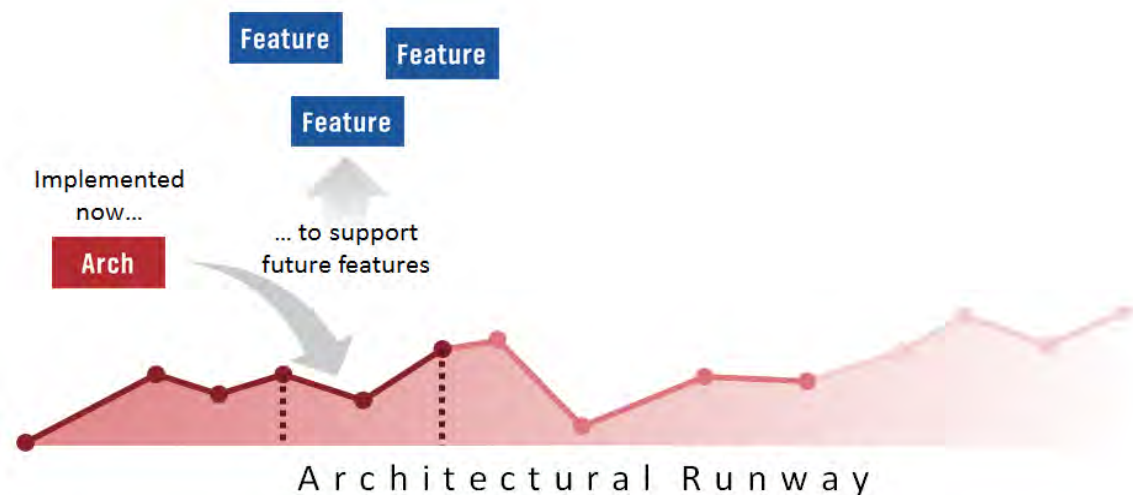 Feature
Feature
Feature
Implemented
now...
Arch
... to support
future features
Architectural Runway